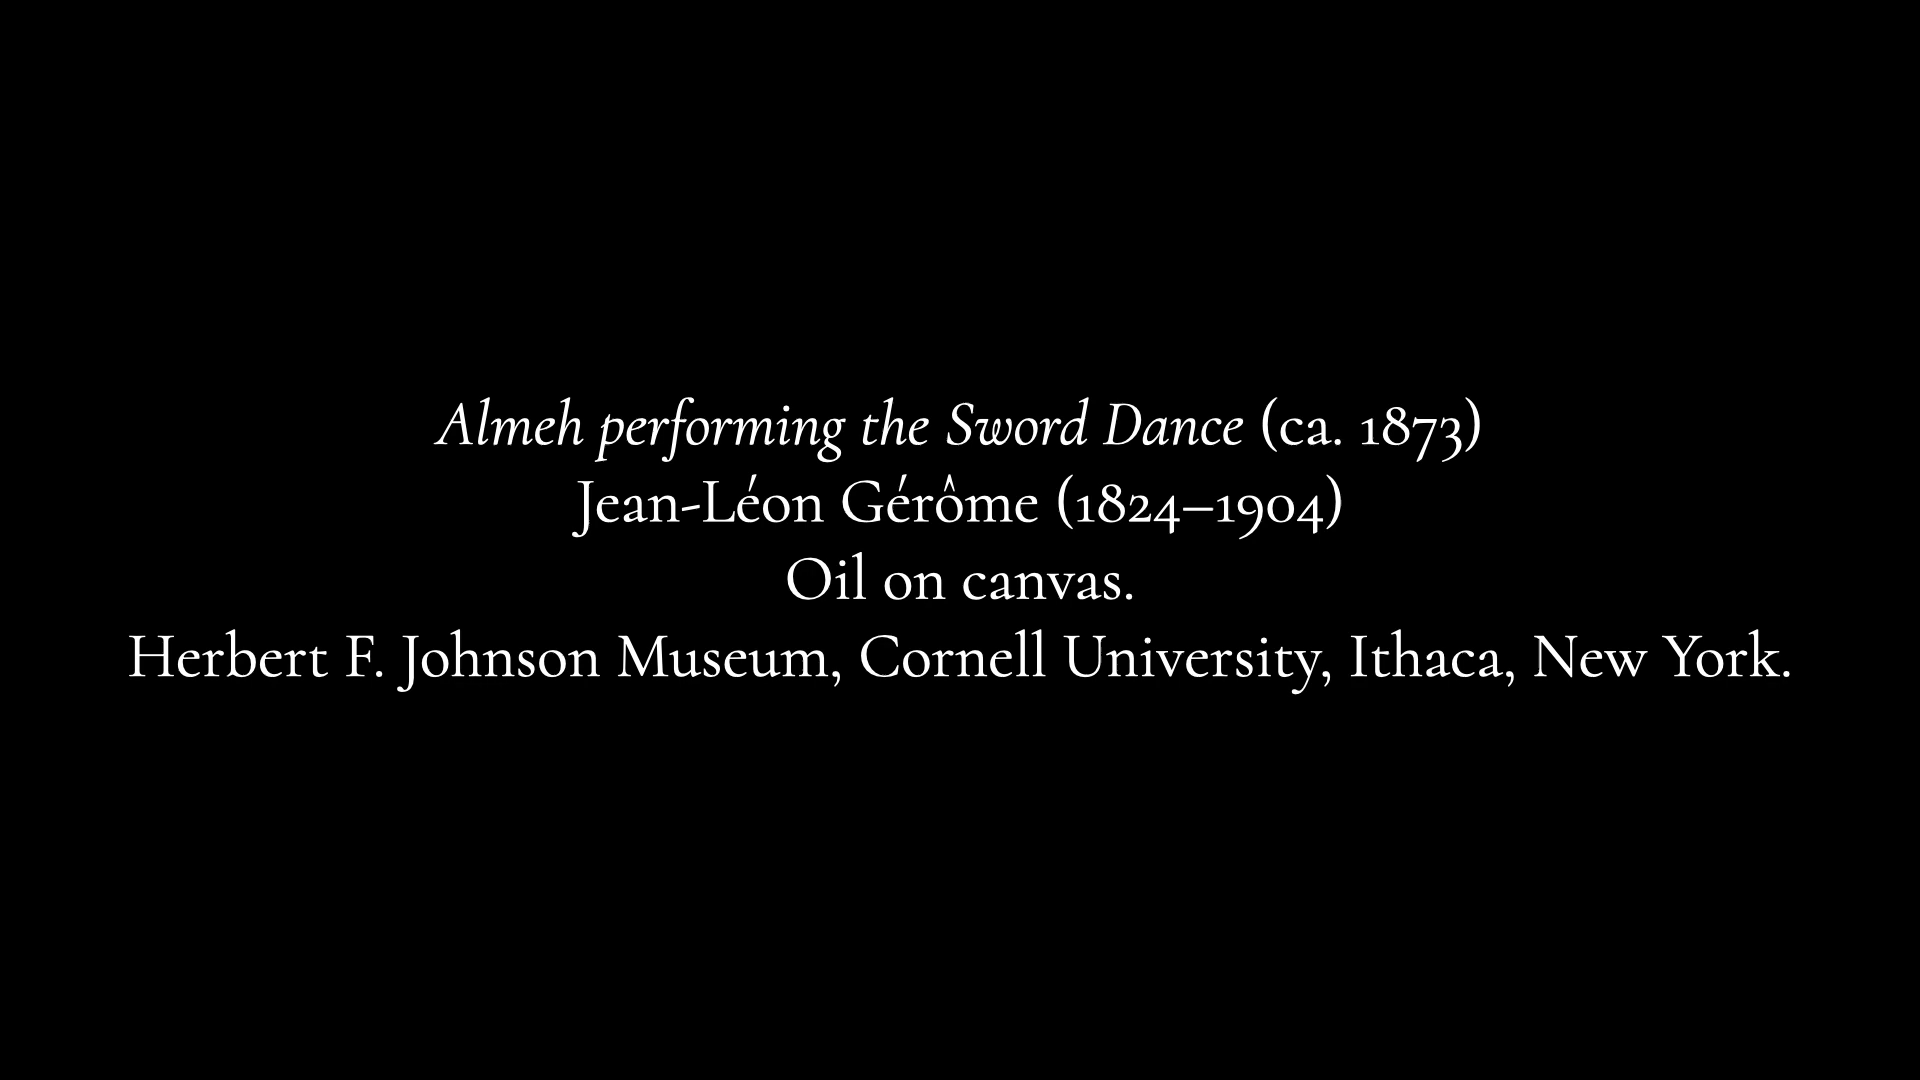 Almeh performing the Sword Dance (ca. 1873)
Jean-Léon Gérôme (1824–1904)
Oil on canvas.
Herbert F. Johnson Museum, Cornell University, Ithaca, New York.